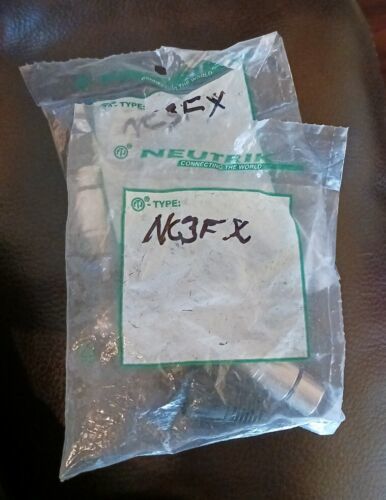 CONNECTING THE WORLD
- TYPE:
NC3FX
NEUTRIK
CONNECTING THE WORLD
- TYPE:
NC3FX